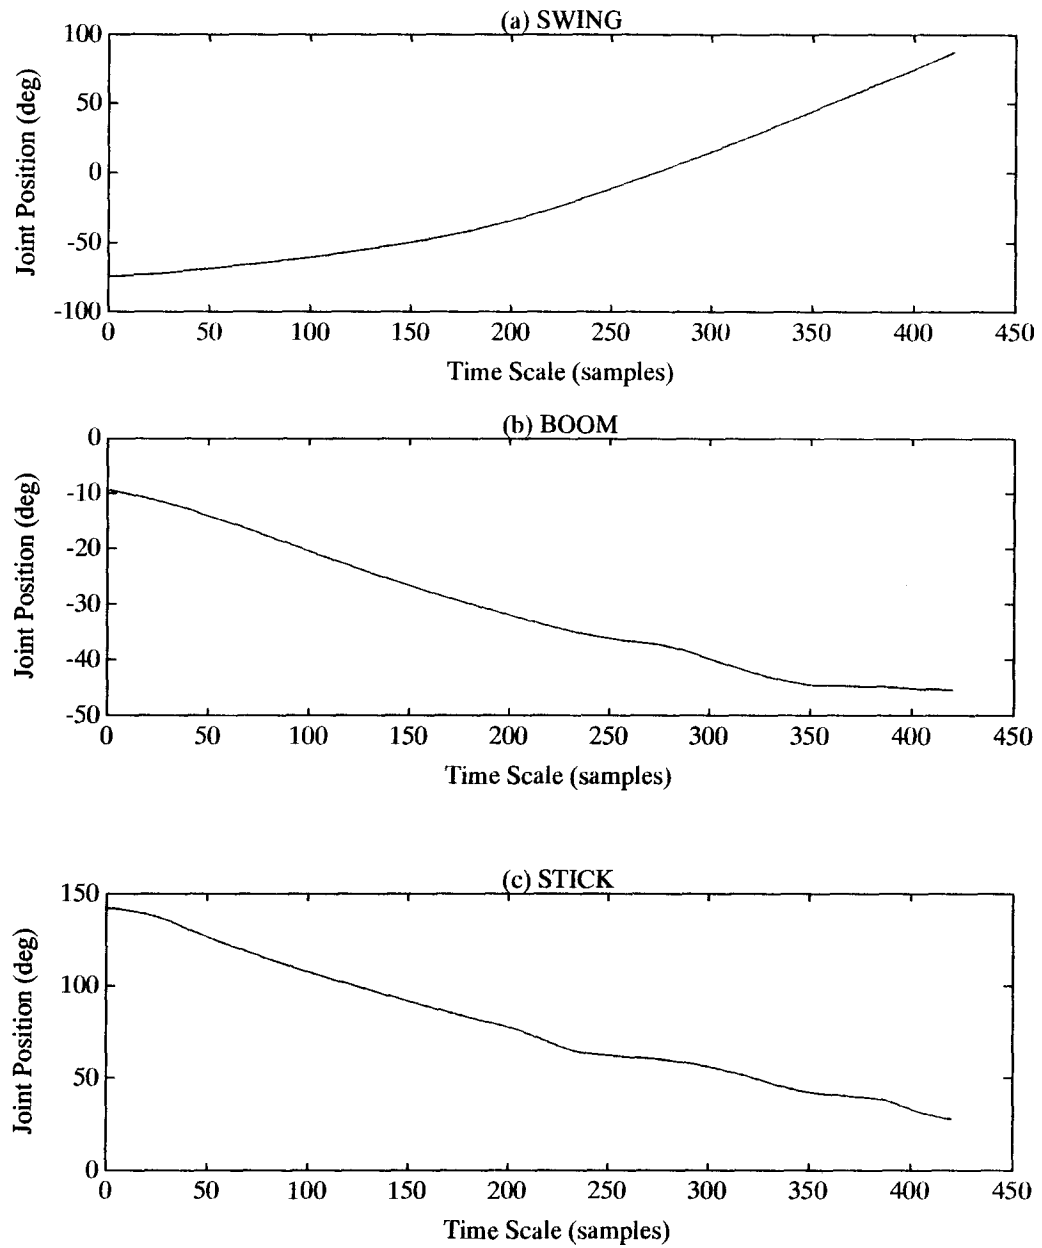 (a) SWING
100
50
0
-50
-100
Joint Position (deg)
0 50 100 150 200 250 300 350 400 450
Time Scale (samples)
(b) BOOM
0
-10
-20
-30
-40
-50
Joint Position (deg)
0 50 100 150 200 250 300 350 400 450
Time Scale (samples)
(c) STICK
150
100
50
0
Joint Position (deg)
0 50 100 150 200 250 300 350 400 450
Time Scale (samples)